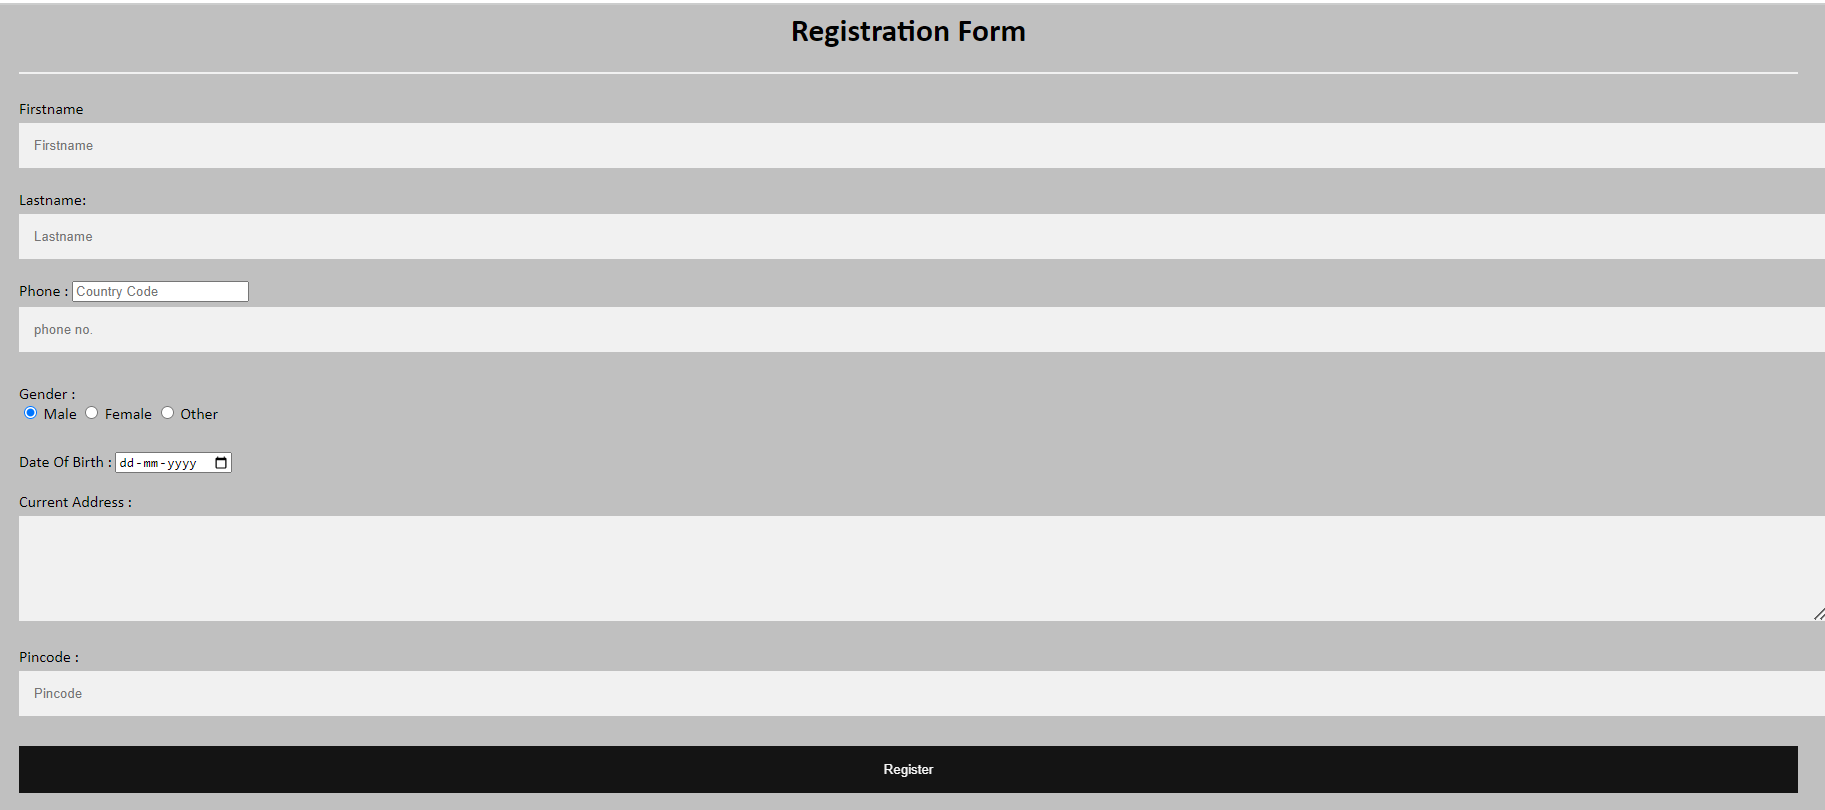 Registration Form
Firstname
Firstname
Lastname:
Lastname
Phone : Country Code
phone no.
Gender :
Male Female Other
Date Of Birth : dd-mm-yyyy
Current Address :
Pincode :
Pincode
Register